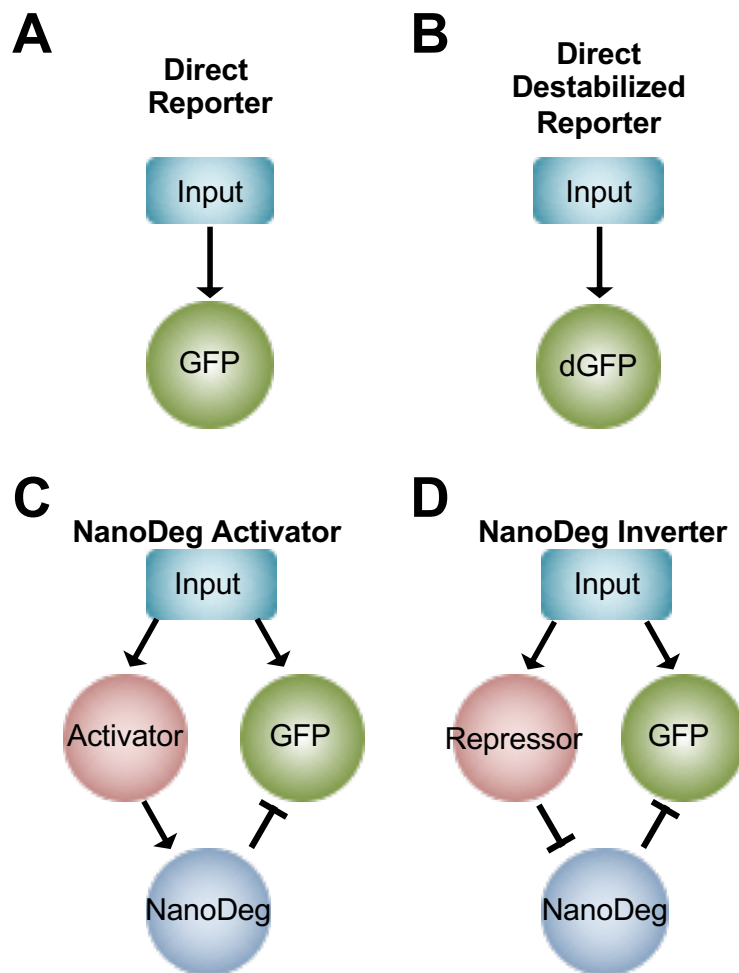 A
Direct
Reporter
Input
GFP
B
Direct
Destabilized
Reporter
Input
dGFP
C
NanoDeg Activator
Input
Activator
GFP
NanoDeg
D
NanoDeg Inverter
Input
Repressor
GFP
NanoDeg